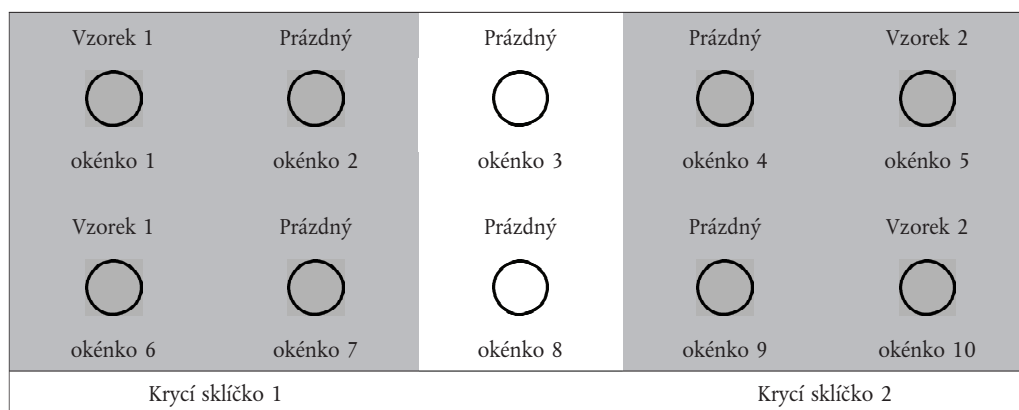 Vzorek 1 Prázdný Prázdný Prázdný Vzorek 2
okénko 1 okénko 2 okénko 3 okénko 4 okénko 5
Vzorek 1 Prázdný Prázdný Prázdný Vzorek 2
okénko 6 okénko 7 okénko 8 okénko 9 okénko 10
Krycí sklíčko 1 Krycí sklíčko 2